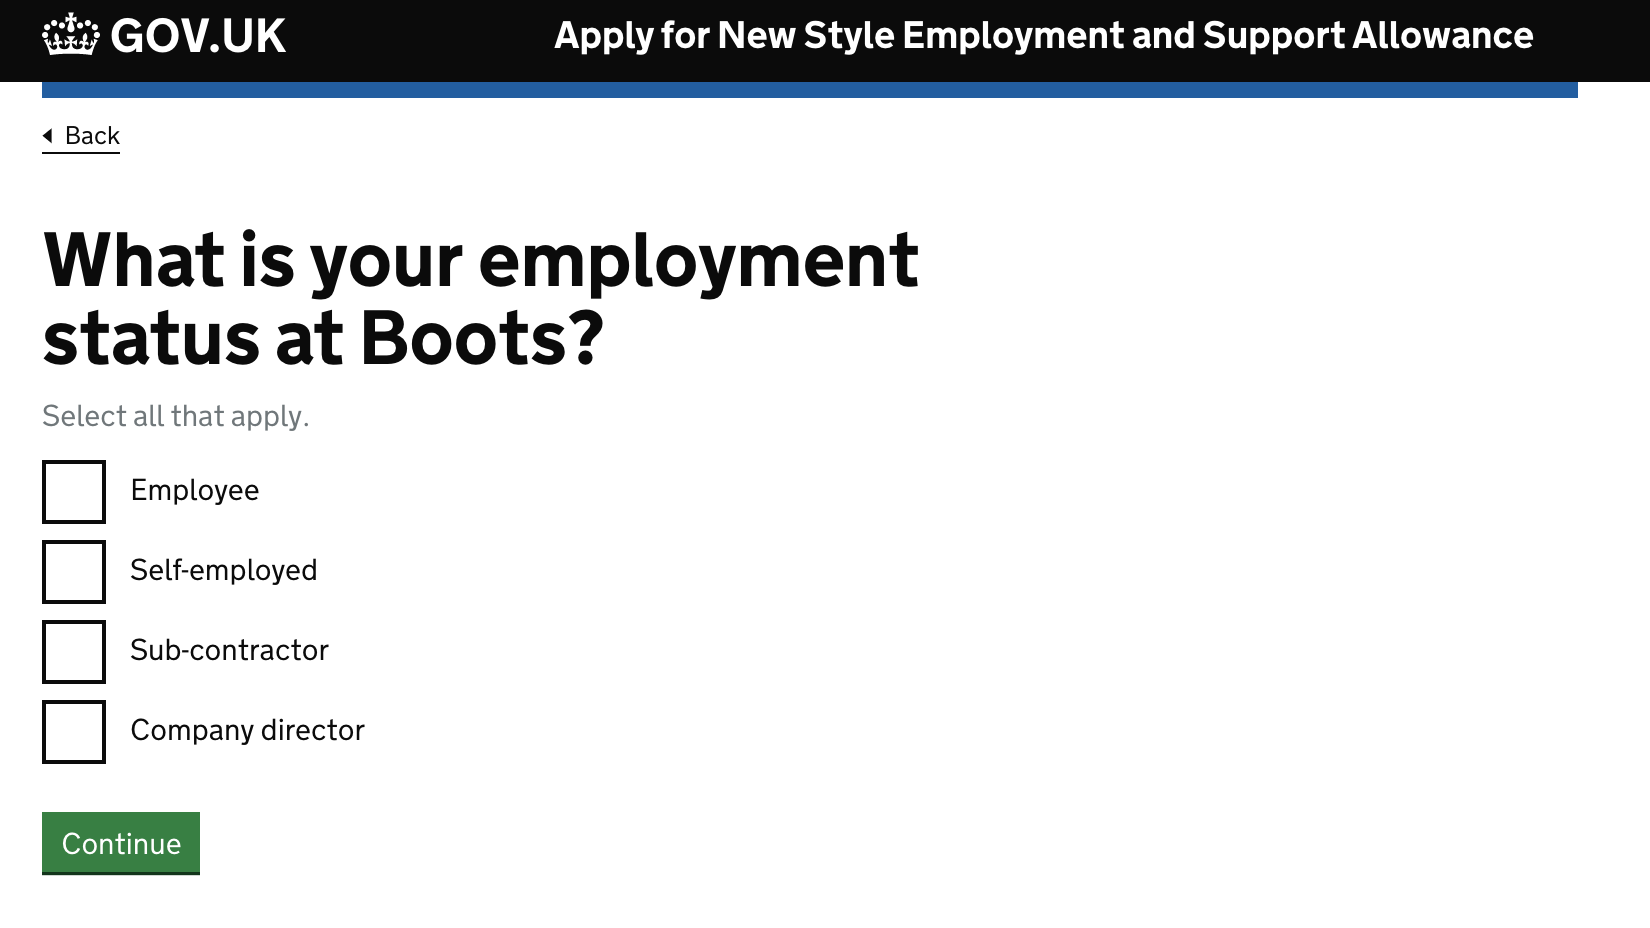 GOV.UK
Apply for New Style Employment and Support Allowance
Back
What is your employment
status at Boots?
Select all that apply.
Employee
Self-employed
Sub-contractor
Company director
Continue